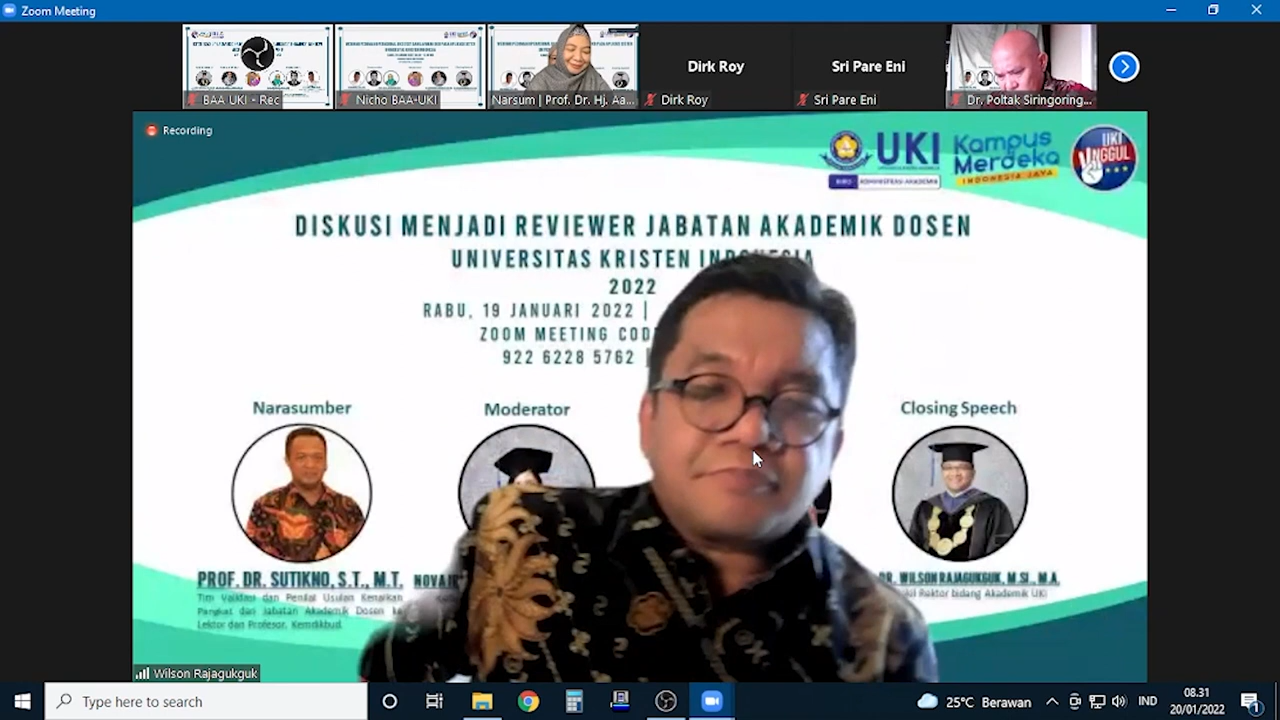 Zoom Meeting
BAA UKI - Rec
Nicho BAA-UKI
Narsum | Prof. Dr. Hj. Aa...
Dirk Roy
Dirk Roy
Sri Pare Eni
Sri Pare Eni
Dr. Poltak Siringoring...
Recording
UKI
BIRO ADMINISTRASI AKADEMIK
Kampus
Merdeka
INDONESIA JAYA
UKI
UNGGUL
DISKUSI MENJADI REVIEWER JABATAN AKADEMIK DOSEN
UNIVERSITAS KRISTEN INDONESIA
2022
RABU, 19 JANUARI 2022 |
ZOOM MEETING COD
922 6228 5762 |
Narasumber
Moderator
Closing Speech
PROF. DR. SUTIKNO, S.T., M.T.
Tim Validasi dan Penilai Usulan Kenaikan
Pangkat dan Jabatan Akademik Dosen ke
Lektor dan Profesor, Kemdikbud.
DR. WILSON RAJAGUKGUK, M.SI., M.A.
Rektor bidang Akademik UKI
Wilson Rajagukguk
Type here to search
25°C Berawan
IND
08.31
20/01/2022
1